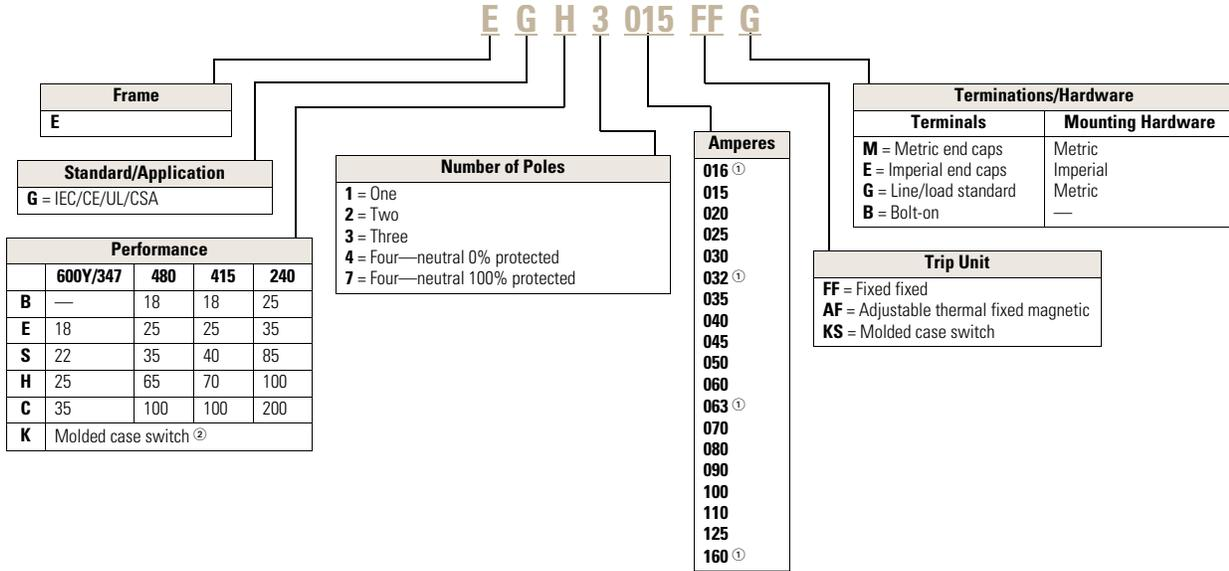 E G H 3 015 FF G
Frame
E
Standard/Application
G = IEC/CE/UL/CSA
Performance
600Y/347 480 415 240
B — 18 18 25
E 18 25 25 35
S 22 35 40 85
H 25 65 70 100
C 35 100 100 200
K Molded case switch ②
Number of Poles
1 = One
2 = Two
3 = Three
4 = Four—neutral 0% protected
7 = Four—neutral 100% protected
Amperes
016 ①
015
020
025
030
032 ①
035
040
045
050
060
063 ①
070
080
090
100
110
125
160 ①
Terminations/Hardware
Terminals Mounting Hardware
M = Metric end caps Metric
E = Imperial end caps Imperial
G = Line/load standard Metric
B = Bolt-on —
Trip Unit
FF = Fixed fixed
AF = Adjustable thermal fixed magnetic
KS = Molded case switch